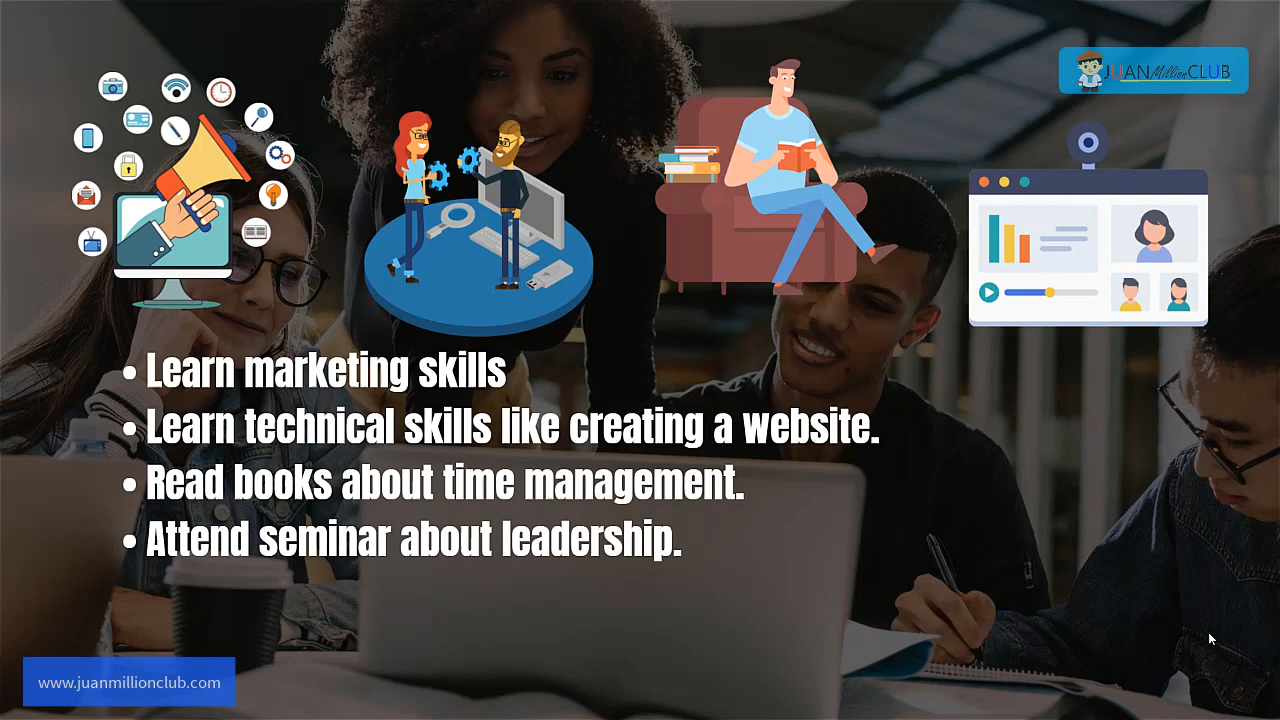 JUAN Million CLUB
• Learn marketing skills
• Learn technical skills like creating a website.
• Read books about time management.
• Attend seminar about leadership.
www.juanmillionclub.com